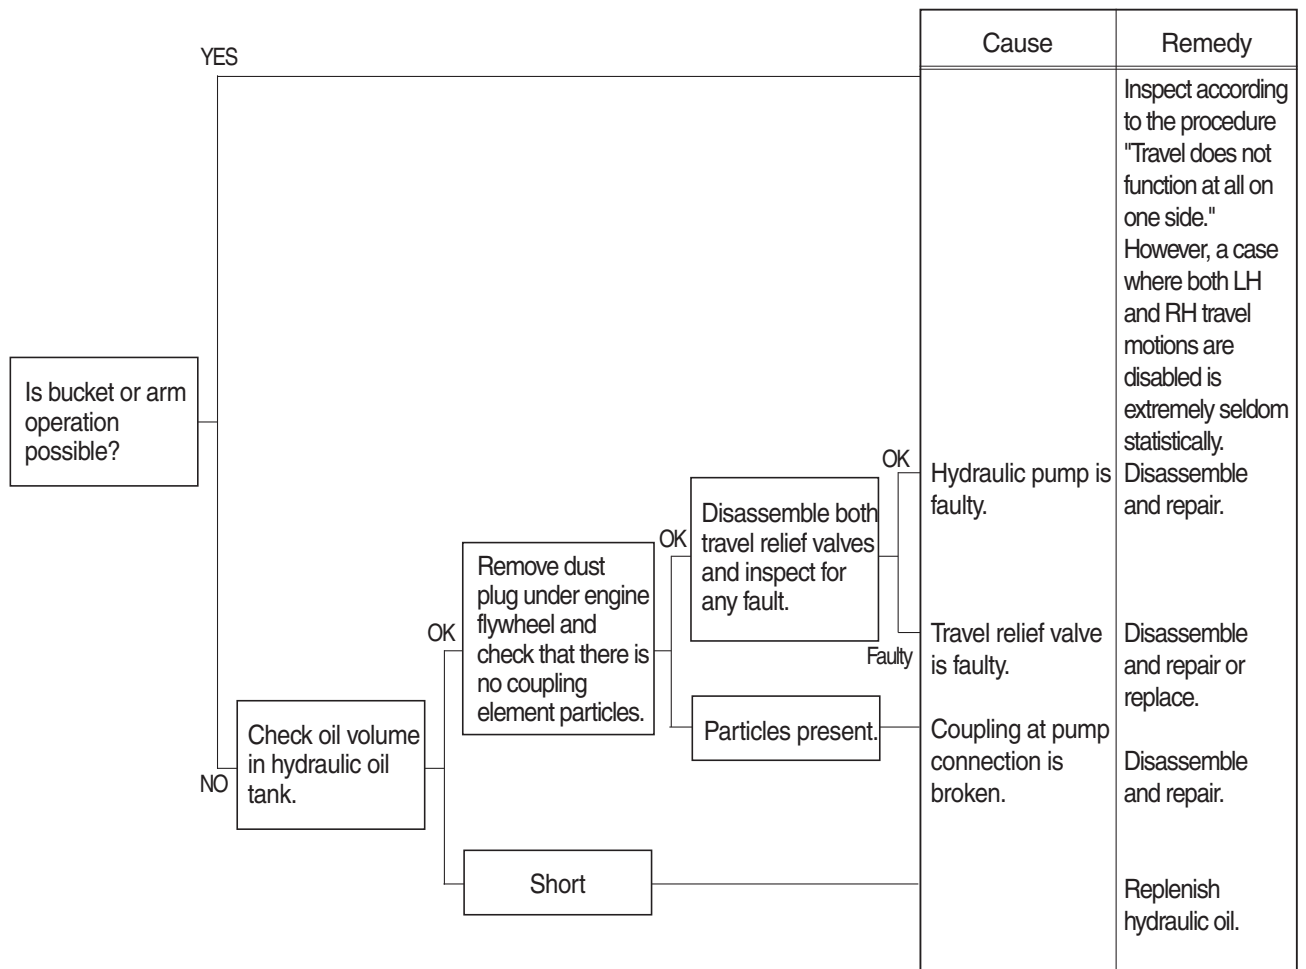 Cause
Remedy
YES
Inspect according
to the procedure
"Travel does not
function at all on
one side."
However, a case
where both LH
and RH travel
motions are
disabled is
extremely seldom
statistically.
Is bucket or arm
operation
possible?
NO
Check oil volume
in hydraulic oil
tank.
OK
Remove dust
plug under engine
flywheel and
check that there is
no coupling
element particles.
OK
Disassemble both
travel relief valves
and inspect for
any fault.
OK
Hydraulic pump is
faulty.
Disassemble
and repair.
Faulty
Travel relief valve
is faulty.
Disassemble
and repair or
replace.
Particles present.
Coupling at pump
connection is
broken.
Disassemble
and repair.
Short
Replenish
hydraulic oil.